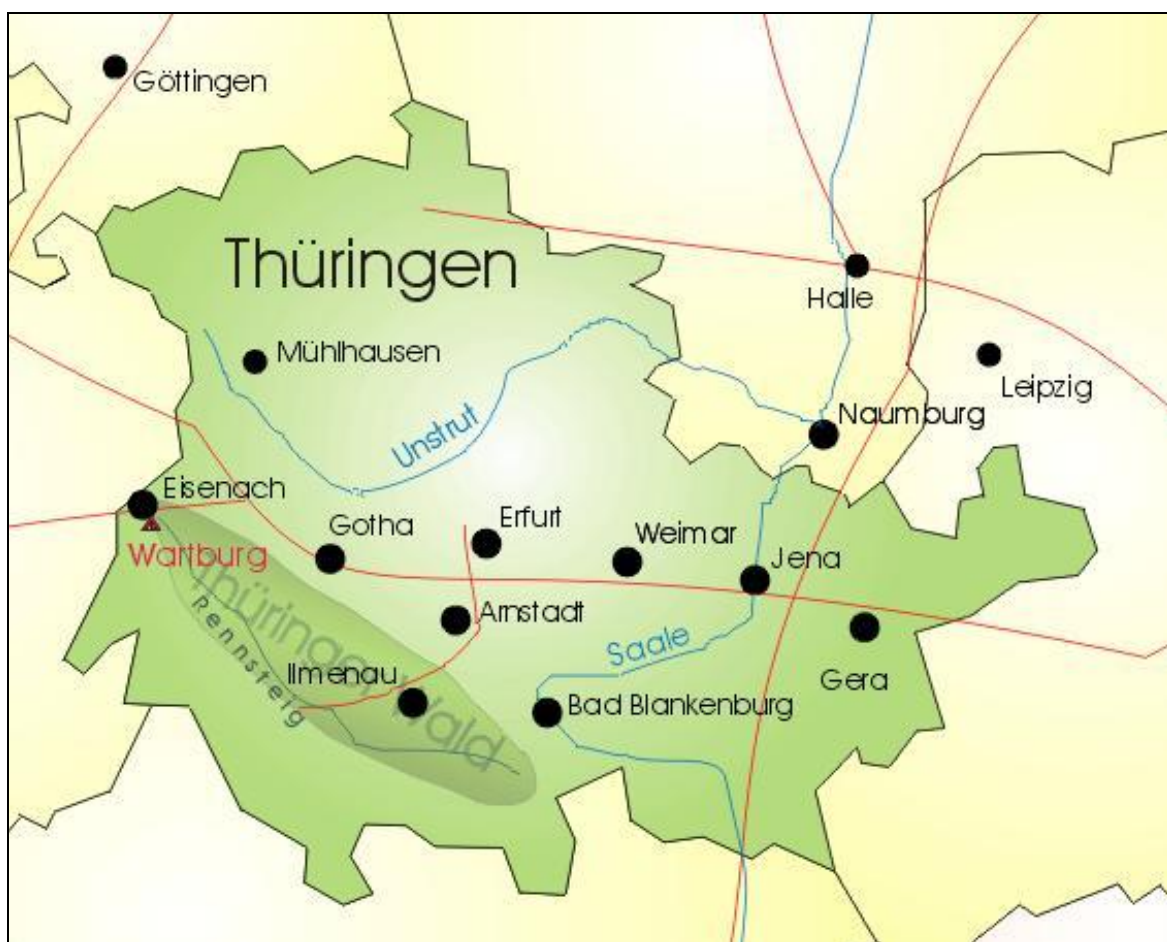 Göttingen
Thüringen
Halle
Mühlhausen
Leipzig
Unstrut
Naumburg
Eisenach
Gotha
Erfurt
Weimar
Jena
Wartburg
Thüringer Wald
Rennsteig
Arnstadt
Saale
Ilmenau
Gera
Bad Blankenburg